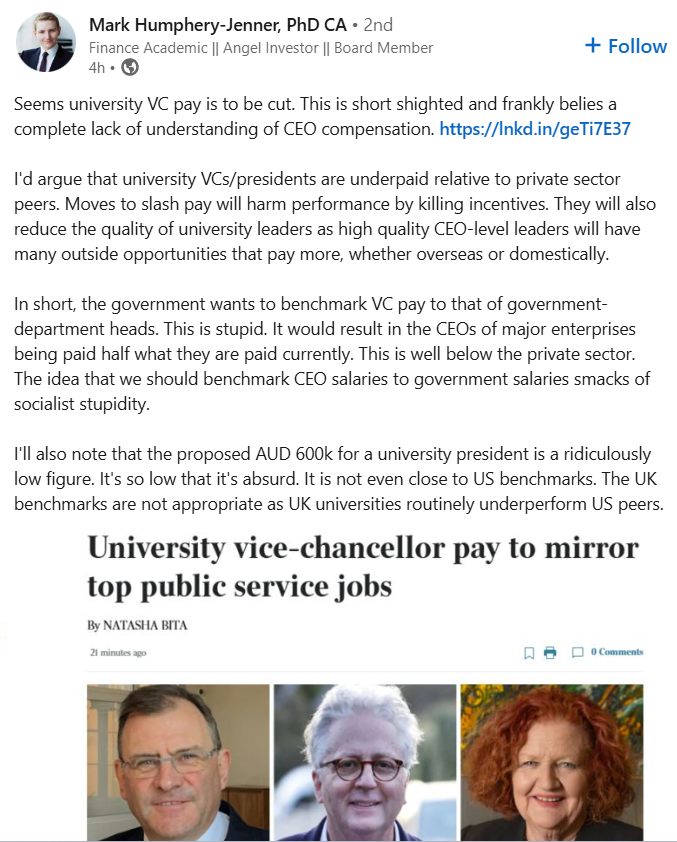 Mark Humphery-Jenner, PhD CA • 2nd
Finance Academic || Angel Investor || Board Member
4h •
+ Follow
Seems university VC pay is to be cut. This is short shighted and frankly belies a
complete lack of understanding of CEO compensation. https://lnkd.in/geTi7E37
I'd argue that university VCs/presidents are underpaid relative to private sector
peers. Moves to slash pay will harm performance by killing incentives. They will also
reduce the quality of university leaders as high quality CEO-level leaders will have
many outside opportunities that pay more, whether overseas or domestically.
In short, the government wants to benchmark VC pay to that of government-
department heads. This is stupid. It would result in the CEOs of major enterprises
being paid half what they are paid currently. This is well below the private sector.
The idea that we should benchmark CEO salaries to government salaries smacks of
socialist stupidity.
I'll also note that the proposed AUD 600k for a university president is a ridiculously
low figure. It's so low that it's absurd. It is not even close to US benchmarks. The UK
benchmarks are not appropriate as UK universities routinely underperform US peers.
University vice-chancellor pay to mirror
top public service jobs
By NATASHA BITA
21 minutes ago
0 Comments